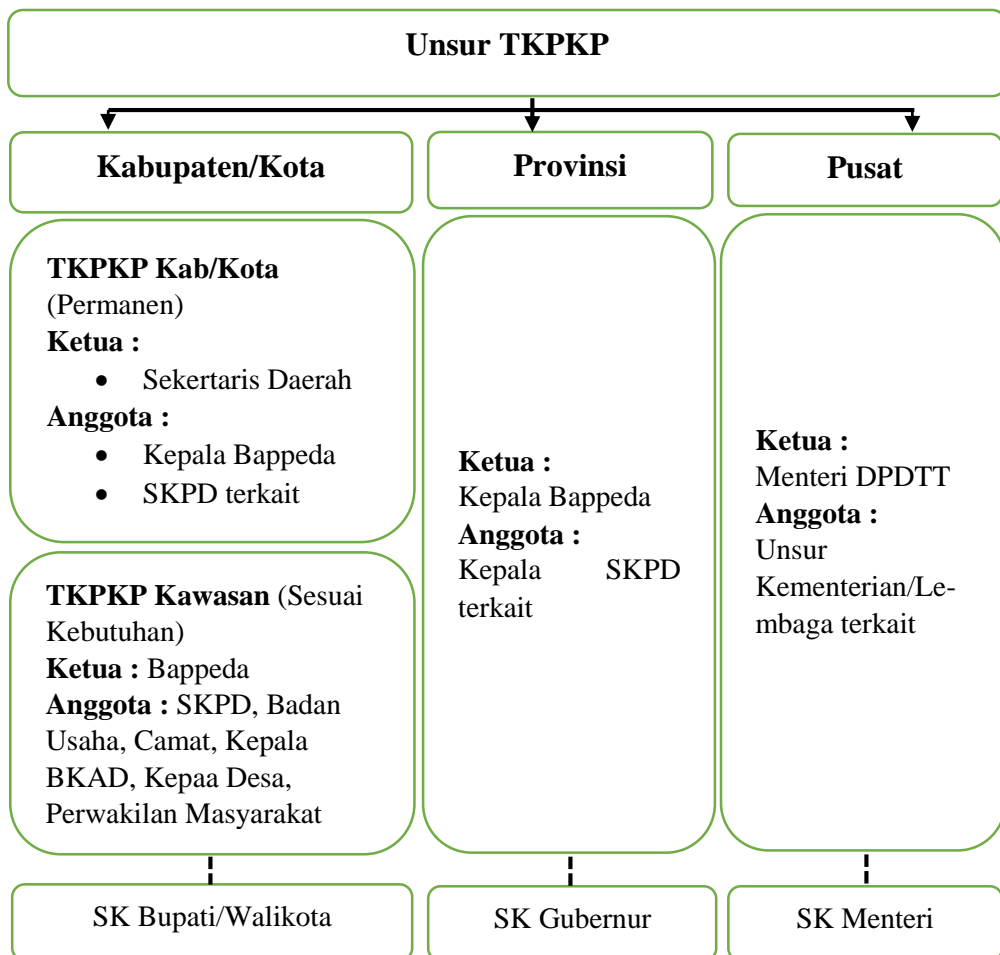 Unsur TKPKP
Kabupaten/Kota
Provinsi
Pusat
TKPKP Kab/Kota
(Permanen)
Ketua :
• Sekertaris Daerah
Anggota :
• Kepala Bappeda
• SKPD terkait
TKPKP Kawasan (Sesuai
Kebutuhan)
Ketua : Bappeda
Anggota : SKPD, Badan
Usaha, Camat, Kepala
BKAD, Kepaa Desa,
Perwakilan Masyarakat
Ketua :
Kepala Bappeda
Anggota :
Kepala SKPD
terkait
Ketua :
Menteri DPDTT
Anggota :
Unsur
Kementerian/Le-
mbaga terkait
SK Bupati/Walikota
SK Gubernur
SK Menteri